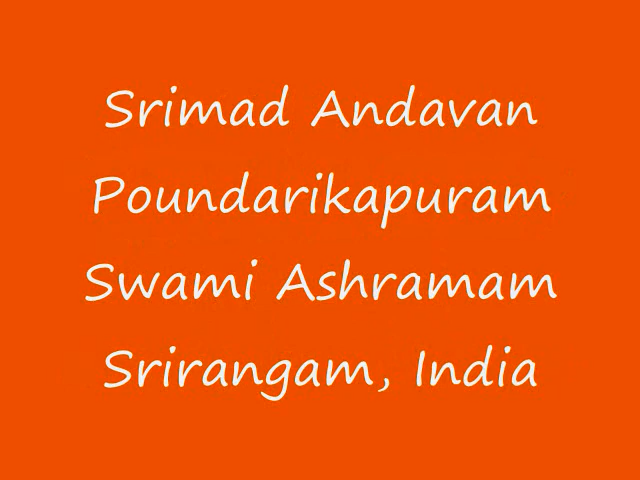 Srimad Andavan
Poundarikapuram
Swami Ashramam
Srirangam, India